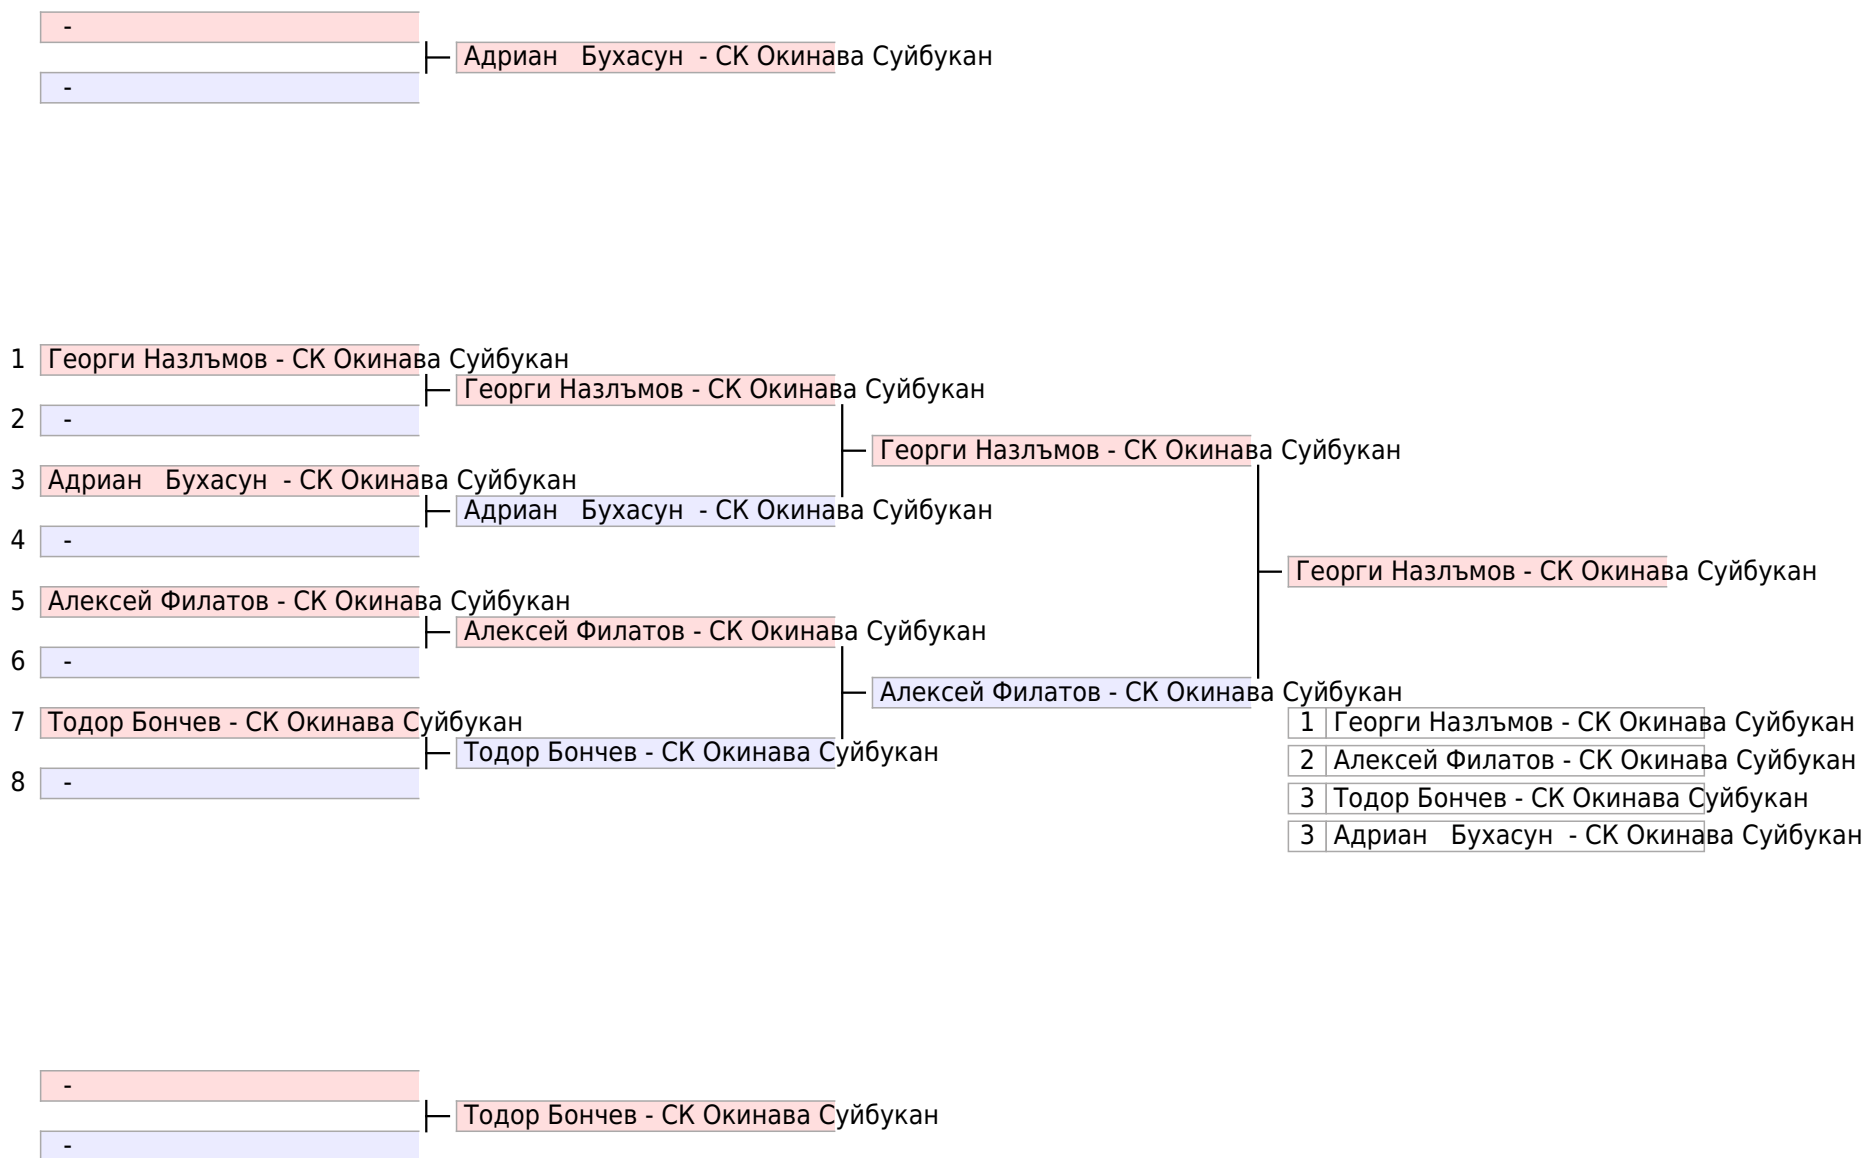 -
Адриан   Бухасун  - СК Окинава Суйбукан
-
1 Георги Назлъмов - СК Окинава Суйбукан
Георги Назлъмов - СК Окинава Суйбукан
2 -
Георги Назлъмов - СК Окинава Суйбукан
3 Адриан   Бухасун  - СК Окинава Суйбукан
Адриан   Бухасун  - СК Окинава Суйбукан
4 -
Георги Назлъмов - СК Окинава Суйбукан
5 Алексей Филатов - СК Окинава Суйбукан
Алексей Филатов - СК Окинава Суйбукан
6 -
Алексей Филатов - СК Окинава Суйбукан
7 Тодор Бончев - СК Окинава Суйбукан
1 Георги Назлъмов - СК Окинава Суйбукан
Тодор Бончев - СК Окинава Суйбукан
2 Алексей Филатов - СК Окинава Суйбукан
8 -
3 Тодор Бончев - СК Окинава Суйбукан
3 Адриан   Бухасун  - СК Окинава Суйбукан
-
Тодор Бончев - СК Окинава Суйбукан
-